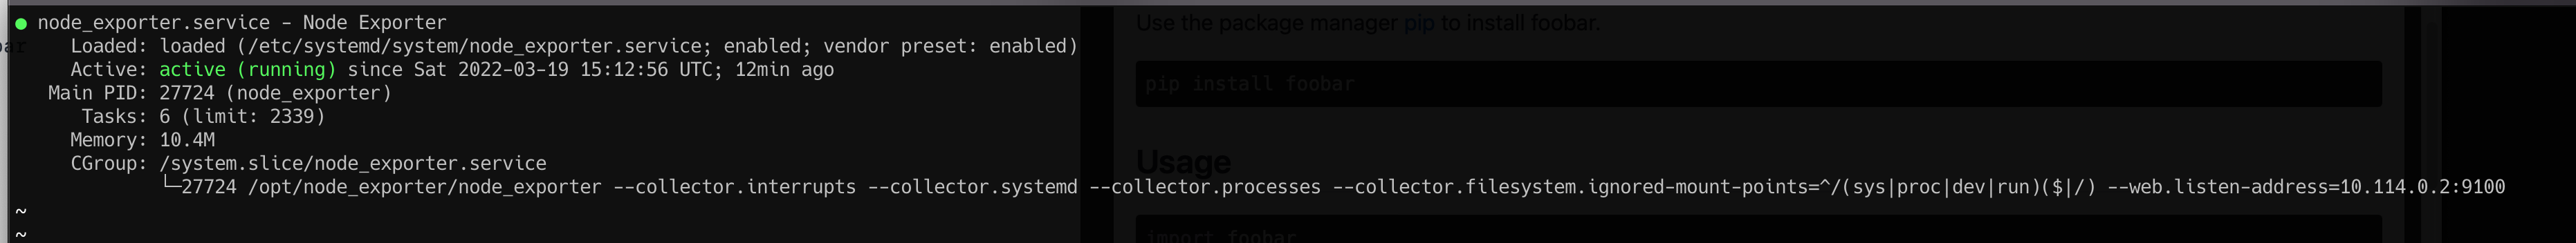 ● node_exporter.service - Node Exporter
Loaded: loaded (/etc/systemd/system/node_exporter.service; enabled; vendor preset: enabled)
Active: active (running) since Sat 2022-03-19 15:12:56 UTC; 12min ago
Main PID: 27724 (node_exporter)
Tasks: 6 (limit: 2339)
Memory: 10.4M
CGroup: /system.slice/node_exporter.service
└─27724 /opt/node_exporter/node_exporter --collector.interrupts --collector.systemd --collector.processes --collector.filesystem.ignored-mount-points=^/(sys|proc|dev|run)($|/) --web.listen-address=10.114.0.2:9100
~
~
Use the package manager pip to install foobar.
pip install foobar
Usage
import foobar